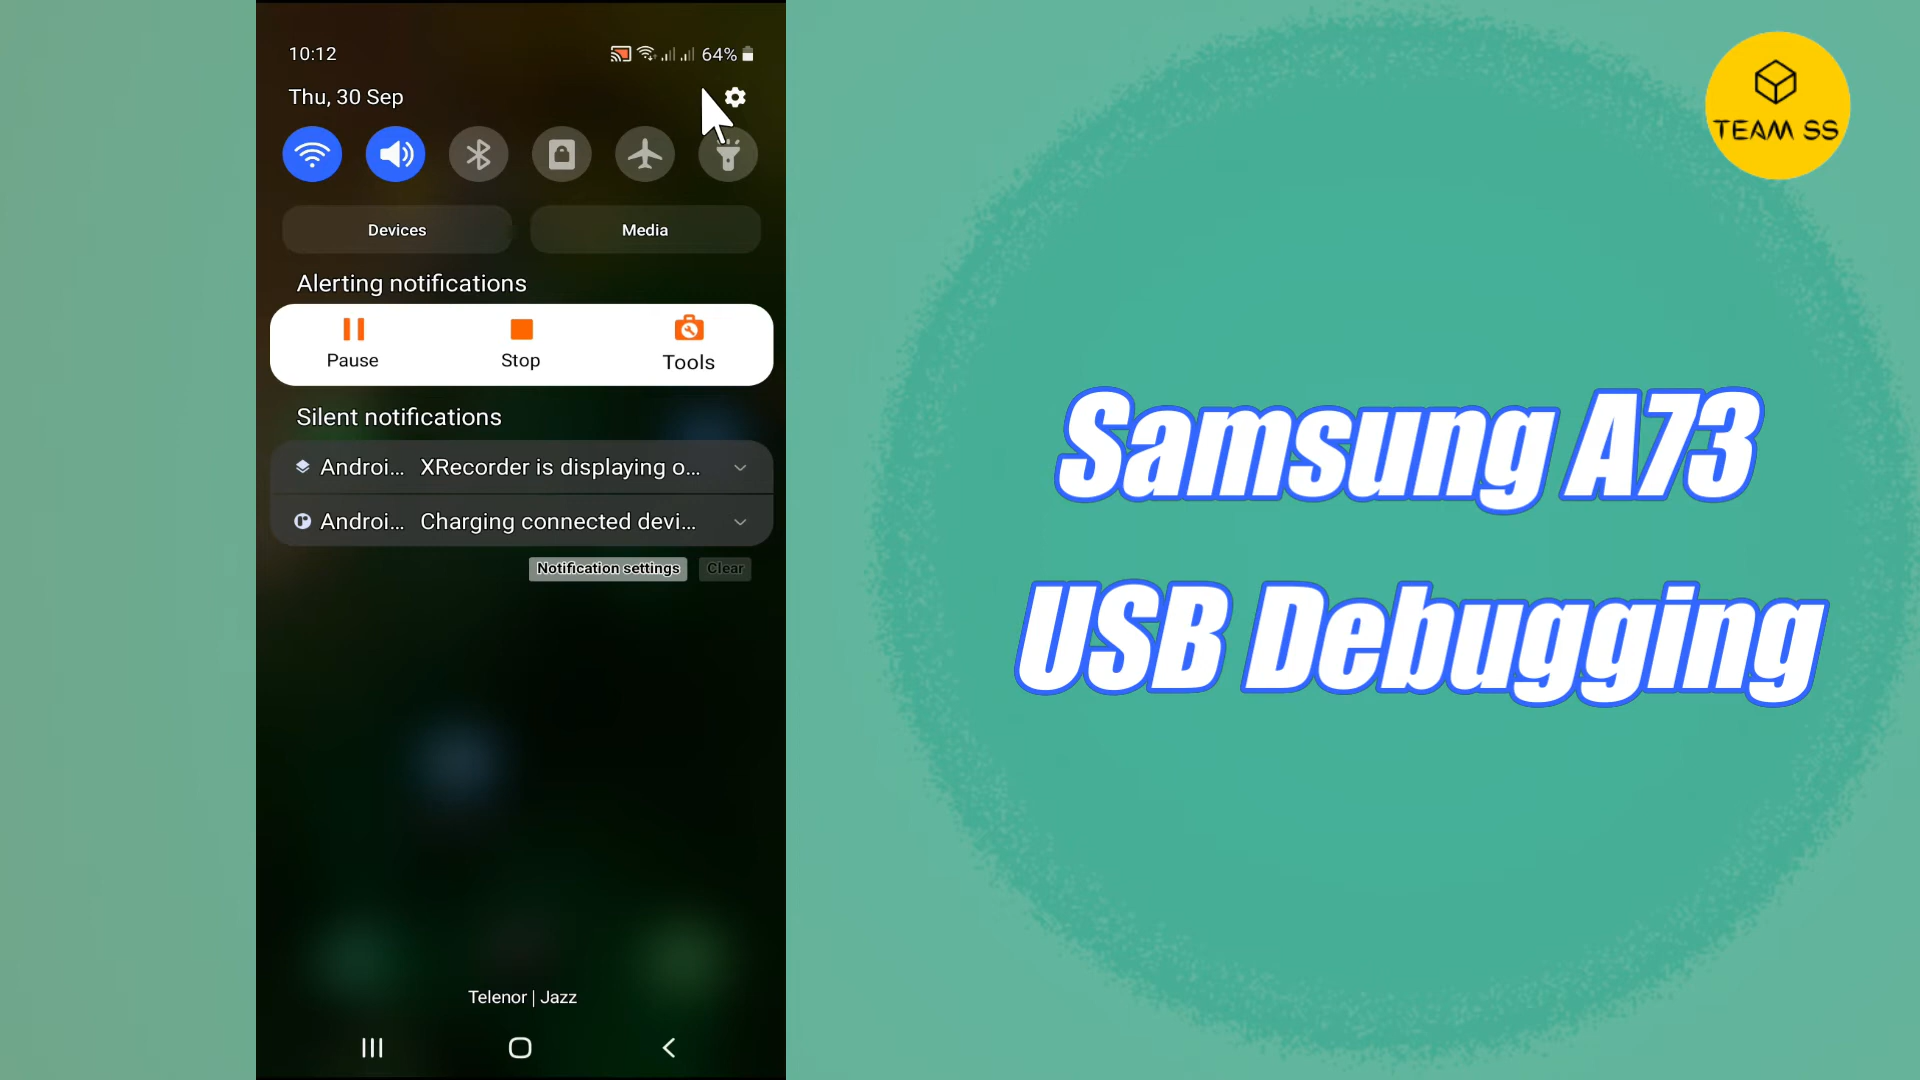 10:12
64%
Thu, 30 Sep
Devices
Media
Alerting notifications
Pause
Stop
Tools
Silent notifications
Androi... XRecorder is displaying o...
Androi... Charging connected devi...
Notification settings
Clear
Telenor | Jazz
TEAM SS
Samsung A73
USB Debugging